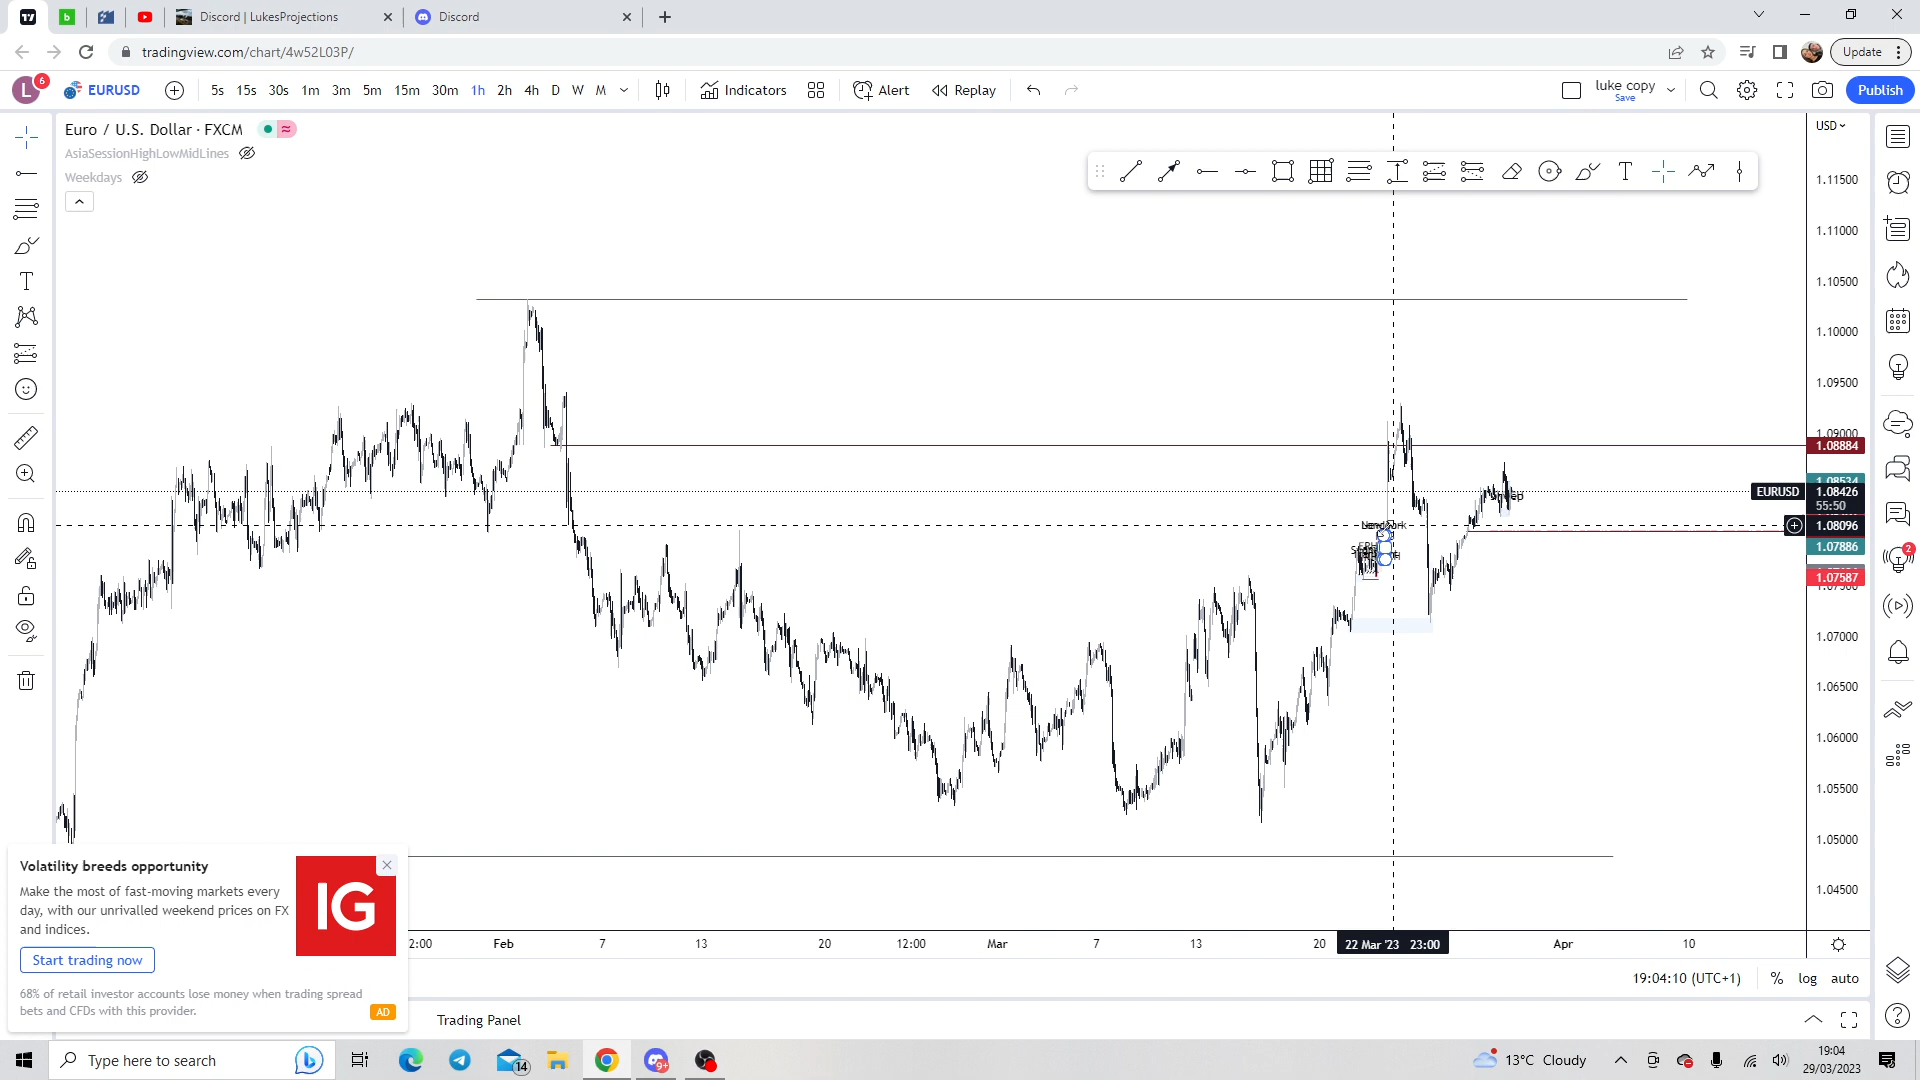 Discord | LukesProjections
Discord
tradingview.com/chart/4w52L03P/
Update
L
6
EURUSD
5s 15s 30s 1m 3m 5m 15m 30m 1h 2h 4h D W M
Indicators
Alert
Replay
luke copy
Save
Publish
Euro / U.S. Dollar · FXCM
AsiaSessionHighLowMidLines
Weekdays
USD
1.11500
1.11000
1.10500
1.10000
1.09500
1.09000
1.08884
EURUSD
1.08426
55:50
1.08096
1.07886
1.07587
1.07000
1.06500
1.06000
1.05500
1.05000
1.04500
Volatility breeds opportunity
Make the most of fast-moving markets every
day, with our unrivalled weekend prices on FX
and indices.
IG
Start trading now
68% of retail investor accounts lose money when trading spread
bets and CFDs with this provider.
AD
2:00 Feb 7 13 20 12:00 Mar 7 13 20 22 Mar '23 23:00 Apr 10
19:04:10 (UTC+1)
% log auto
2
Trading Panel
Type here to search
14
9+
13°C Cloudy
19:04
29/03/2023